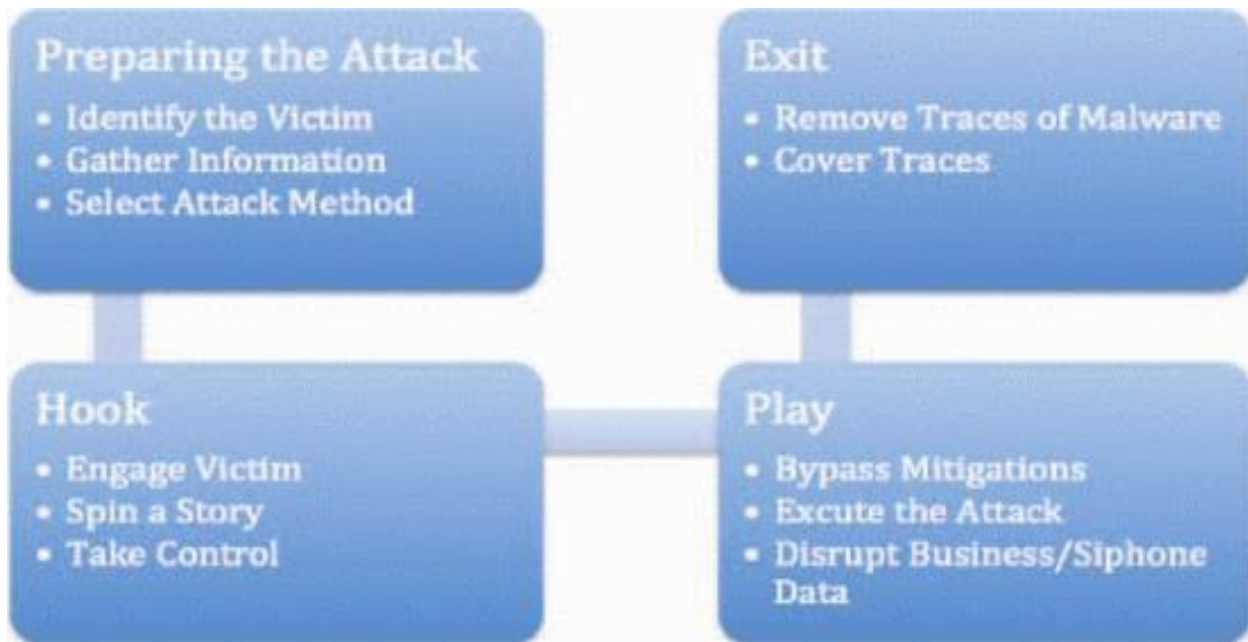 Preparing the Attack
• Identify the Victim
• Gather Information
• Select Attack Method
Hook
• Engage Victim
• Spin a Story
• Take Control
Play
• Bypass Mitigations
• Excute the Attack
• Disrupt Business/Siphone
Data
Exit
• Remove Traces of Malware
• Cover Traces